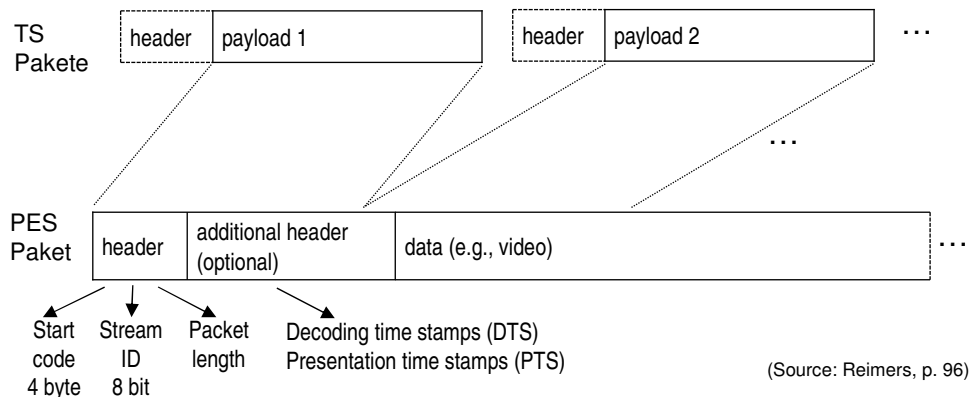 TS
Pakete
header
payload 1
header
payload 2
...
...
PES
Paket
header
additional header
(optional)
data (e.g., video)
...
Start
code
4 byte
Stream
ID
8 bit
Packet
length
Decoding time stamps (DTS)
Presentation time stamps (PTS)
(Source: Reimers, p. 96)